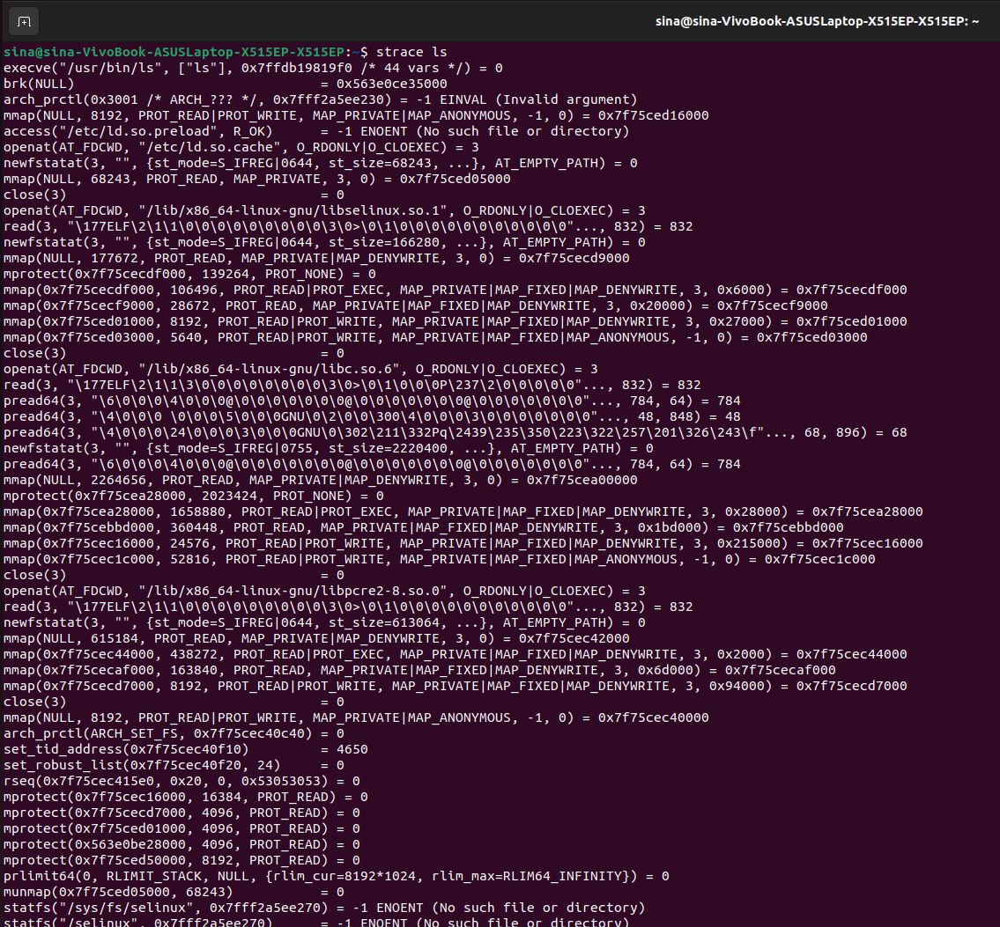 sina@sina-VivoBook-ASUSLaptop-X515EP-X515EP: ~
sina@sina-VivoBook-ASUSLaptop-X515EP-X515EP:~$ strace ls
execve("/usr/bin/ls", ["ls"], 0x7ffdb19819f0 /* 44 vars */) = 0
brk(NULL)                               = 0x563e0ce35000
arch_prctl(0x3001 /* ARCH_??? */, 0x7fff2a5ee230) = -1 EINVAL (Invalid argument)
mmap(NULL, 8192, PROT_READ|PROT_WRITE, MAP_PRIVATE|MAP_ANONYMOUS, -1, 0) = 0x7f75ced16000
access("/etc/ld.so.preload", R_OK)      = -1 ENOENT (No such file or directory)
openat(AT_FDCWD, "/etc/ld.so.cache", O_RDONLY|O_CLOEXEC) = 3
newfstatat(3, "", {st_mode=S_IFREG|0644, st_size=68243, ...}, AT_EMPTY_PATH) = 0
mmap(NULL, 68243, PROT_READ, MAP_PRIVATE, 3, 0) = 0x7f75ced05000
close(3)                                = 0
openat(AT_FDCWD, "/lib/x86_64-linux-gnu/libselinux.so.1", O_RDONLY|O_CLOEXEC) = 3
read(3, "\177ELF\2\1\1\0\0\0\0\0\0\0\0\0\3\0>\0\1\0\0\0\0\0\0\0\0\0\0\0"..., 832) = 832
newfstatat(3, "", {st_mode=S_IFREG|0644, st_size=166280, ...}, AT_EMPTY_PATH) = 0
mmap(NULL, 177672, PROT_READ, MAP_PRIVATE|MAP_DENYWRITE, 3, 0) = 0x7f75cecd9000
mprotect(0x7f75cecdf000, 139264, PROT_NONE) = 0
mmap(0x7f75cecdf000, 106496, PROT_READ|PROT_EXEC, MAP_PRIVATE|MAP_FIXED|MAP_DENYWRITE, 3, 0x6000) = 0x7f75cecdf000
mmap(0x7f75cecf9000, 28672, PROT_READ, MAP_PRIVATE|MAP_FIXED|MAP_DENYWRITE, 3, 0x20000) = 0x7f75cecf9000
mmap(0x7f75ced01000, 8192, PROT_READ|PROT_WRITE, MAP_PRIVATE|MAP_FIXED|MAP_DENYWRITE, 3, 0x27000) = 0x7f75ced01000
mmap(0x7f75ced03000, 5640, PROT_READ|PROT_WRITE, MAP_PRIVATE|MAP_FIXED|MAP_ANONYMOUS, -1, 0) = 0x7f75ced03000
close(3)                                = 0
openat(AT_FDCWD, "/lib/x86_64-linux-gnu/libc.so.6", O_RDONLY|O_CLOEXEC) = 3
read(3, "\177ELF\2\1\1\3\0\0\0\0\0\0\0\0\3\0>\0\1\0\0\0P\237\2\0\0\0\0\0"..., 832) = 832
pread64(3, "\6\0\0\0\4\0\0\0@\0\0\0\0\0\0\0@\0\0\0\0\0\0\0@\0\0\0\0\0\0\0"..., 784, 64) = 784
pread64(3, "\4\0\0\0 \0\0\0\5\0\0\0GNU\0\2\0\0\300\4\0\0\0\3\0\0\0\0\0\0\0"..., 48, 848) = 48
pread64(3, "\4\0\0\0\24\0\0\0\3\0\0\0GNU\0\302\211\332Pq\2439\235\350\223\322\257\201\326\243\f"..., 68, 896) = 68
newfstatat(3, "", {st_mode=S_IFREG|0755, st_size=2220400, ...}, AT_EMPTY_PATH) = 0
pread64(3, "\6\0\0\0\4\0\0\0@\0\0\0\0\0\0\0@\0\0\0\0\0\0\0@\0\0\0\0\0\0\0"..., 784, 64) = 784
mmap(NULL, 2264656, PROT_READ, MAP_PRIVATE|MAP_DENYWRITE, 3, 0) = 0x7f75cea00000
mprotect(0x7f75cea28000, 2023424, PROT_NONE) = 0
mmap(0x7f75cea28000, 1658880, PROT_READ|PROT_EXEC, MAP_PRIVATE|MAP_FIXED|MAP_DENYWRITE, 3, 0x28000) = 0x7f75cea28000
mmap(0x7f75cebbd000, 360448, PROT_READ, MAP_PRIVATE|MAP_FIXED|MAP_DENYWRITE, 3, 0x1bd000) = 0x7f75cebbd000
mmap(0x7f75cec16000, 24576, PROT_READ|PROT_WRITE, MAP_PRIVATE|MAP_FIXED|MAP_DENYWRITE, 3, 0x215000) = 0x7f75cec16000
mmap(0x7f75cec1c000, 52816, PROT_READ|PROT_WRITE, MAP_PRIVATE|MAP_FIXED|MAP_ANONYMOUS, -1, 0) = 0x7f75cec1c000
close(3)                                = 0
openat(AT_FDCWD, "/lib/x86_64-linux-gnu/libpcre2-8.so.0", O_RDONLY|O_CLOEXEC) = 3
read(3, "\177ELF\2\1\1\0\0\0\0\0\0\0\0\0\3\0>\0\1\0\0\0\0\0\0\0\0\0\0\0"..., 832) = 832
newfstatat(3, "", {st_mode=S_IFREG|0644, st_size=613064, ...}, AT_EMPTY_PATH) = 0
mmap(NULL, 615184, PROT_READ, MAP_PRIVATE|MAP_DENYWRITE, 3, 0) = 0x7f75cec42000
mmap(0x7f75cec44000, 438272, PROT_READ|PROT_EXEC, MAP_PRIVATE|MAP_FIXED|MAP_DENYWRITE, 3, 0x2000) = 0x7f75cec44000
mmap(0x7f75cecaf000, 163840, PROT_READ, MAP_PRIVATE|MAP_FIXED|MAP_DENYWRITE, 3, 0x6d000) = 0x7f75cecaf000
mmap(0x7f75cecd7000, 8192, PROT_READ|PROT_WRITE, MAP_PRIVATE|MAP_FIXED|MAP_DENYWRITE, 3, 0x94000) = 0x7f75cecd7000
close(3)                                = 0
mmap(NULL, 8192, PROT_READ|PROT_WRITE, MAP_PRIVATE|MAP_ANONYMOUS, -1, 0) = 0x7f75cec40000
arch_prctl(ARCH_SET_FS, 0x7f75cec40c40) = 0
set_tid_address(0x7f75cec40f10)         = 4650
set_robust_list(0x7f75cec40f20, 24)     = 0
rseq(0x7f75cec415e0, 0x20, 0, 0x53053053) = 0
mprotect(0x7f75cec16000, 16384, PROT_READ) = 0
mprotect(0x7f75cecd7000, 4096, PROT_READ) = 0
mprotect(0x7f75ced01000, 4096, PROT_READ) = 0
mprotect(0x563e0be28000, 4096, PROT_READ) = 0
mprotect(0x7f75ced50000, 8192, PROT_READ) = 0
prlimit64(0, RLIMIT_STACK, NULL, {rlim_cur=8192*1024, rlim_max=RLIM64_INFINITY}) = 0
munmap(0x7f75ced05000, 68243)           = 0
statfs("/sys/fs/selinux", 0x7fff2a5ee270) = -1 ENOENT (No such file or directory)
statfs("/selinux", 0x7fff2a5ee270)      = -1 ENOENT (No such file or directory)